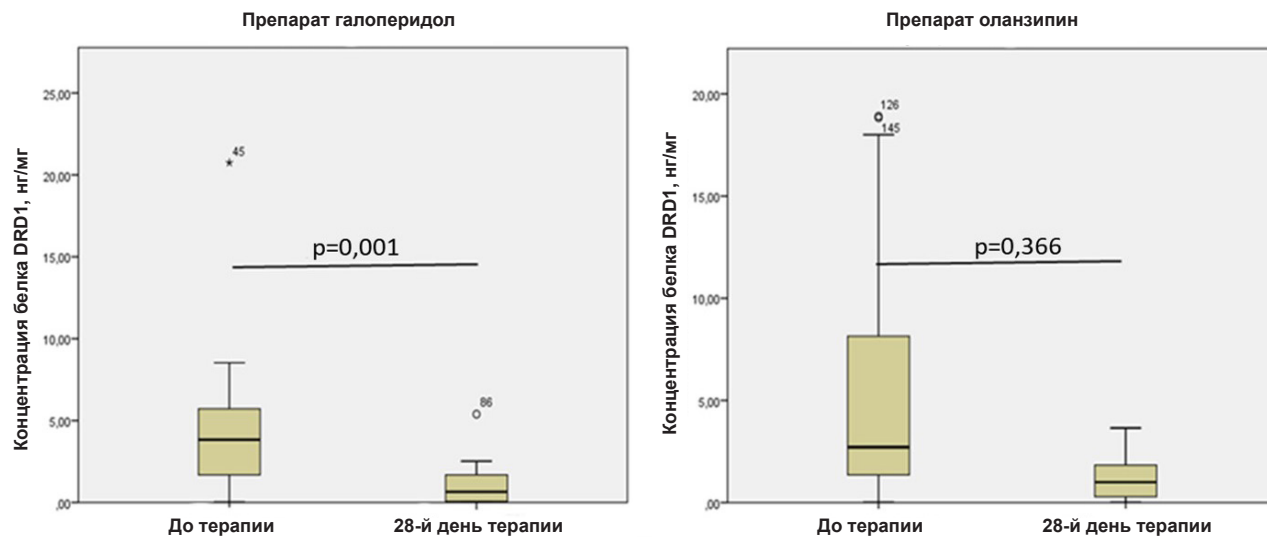 Препарат галоперидол
Концентрация белка DRD1, нг/мг
25,00
20,00
15,00
10,00
5,00
,00
45
p=0,001
86
До терапии
28-й день терапии
Препарат оланзипин
Концентрация белка DRD1, нг/мг
20,00
15,00
10,00
5,00
,00
126
145
p=0,366
До терапии
28-й день терапии